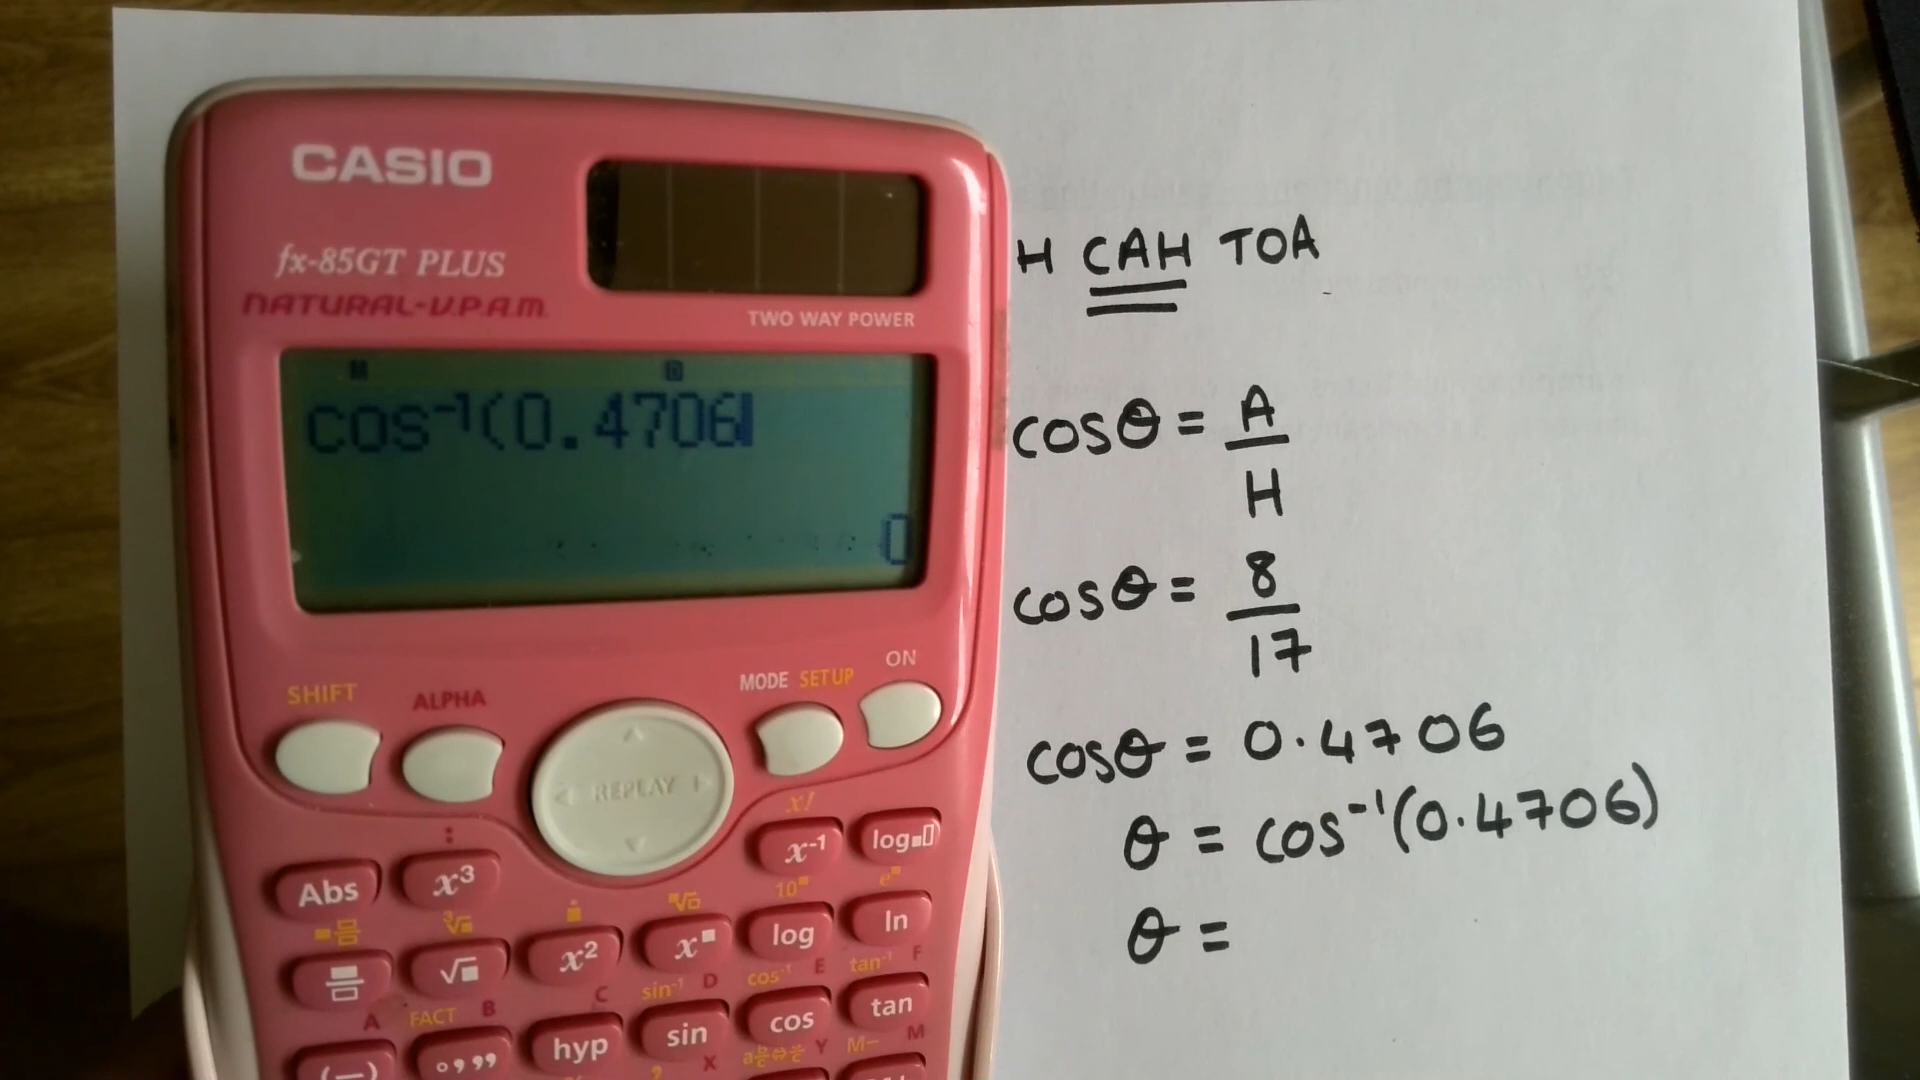 CASIO
fx-85GT PLUS
NATURAL-V.P.A.M.
TWO WAY POWER
M D
cos⁻¹(0.4706
0
SHIFT ALPHA MODE SETUP ON
REPLAY
: x!
Abs x³ x⁻¹ log
³√ 10 eⁿ
√ x² x log ln
A FACT B C sin⁻¹ D cos⁻¹ E tan⁻¹ F
(−) °,,, hyp sin cos tan
X Y M− M
H CAH TOA
cosθ = A/H
cosθ = 8/17
cosθ = 0.4706
θ = cos⁻¹(0.4706)
θ =